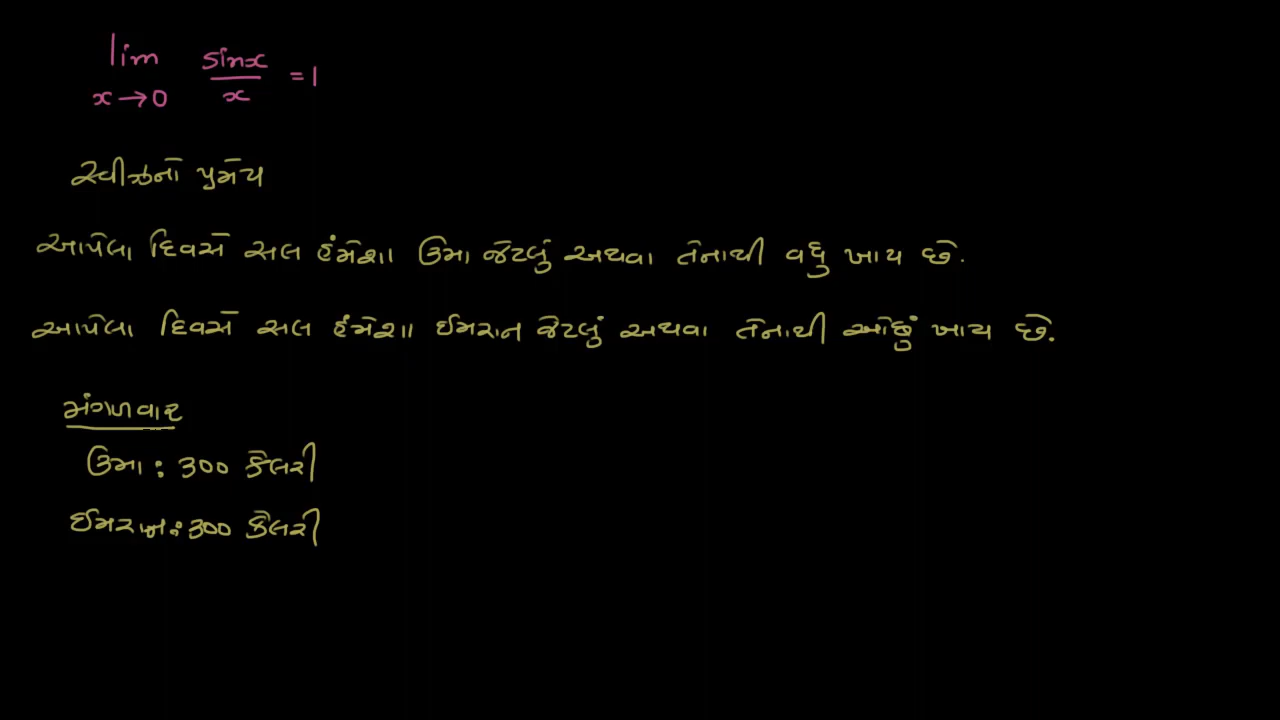 lim x→0 sinx/x = 1
સ્ક્વીઝનો પ્રમેય
આપેલા દિવસે સલ હંમેશા ઉમા જેટલું અથવા તેનાથી વધુ ખાય છે.
આપેલા દિવસે સલ હંમેશા ઈમરાન જેટલું અથવા તેનાથી ઓછું ખાય છે.
મંગળવાર
ઉમા : 300 કેલરી
ઈમરાન : 300 કેલરી